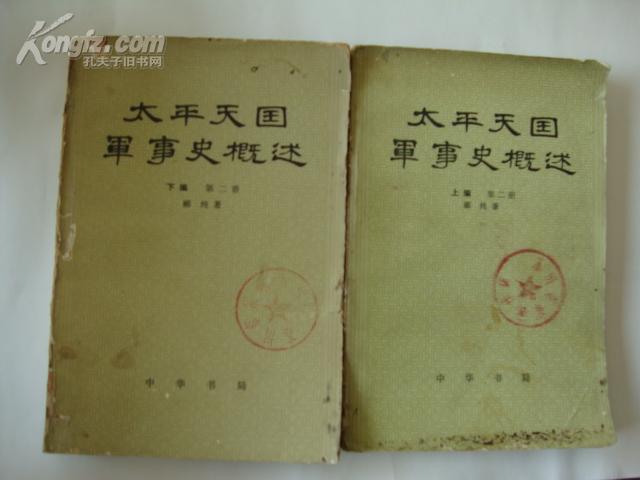 Kongfz.com
孔夫子旧书网
太平天囯
軍事史概述
下编 第二册
郦纯著
中华书局
太平天囯
軍事史概述
上编 第二册
郦纯著
中华书局